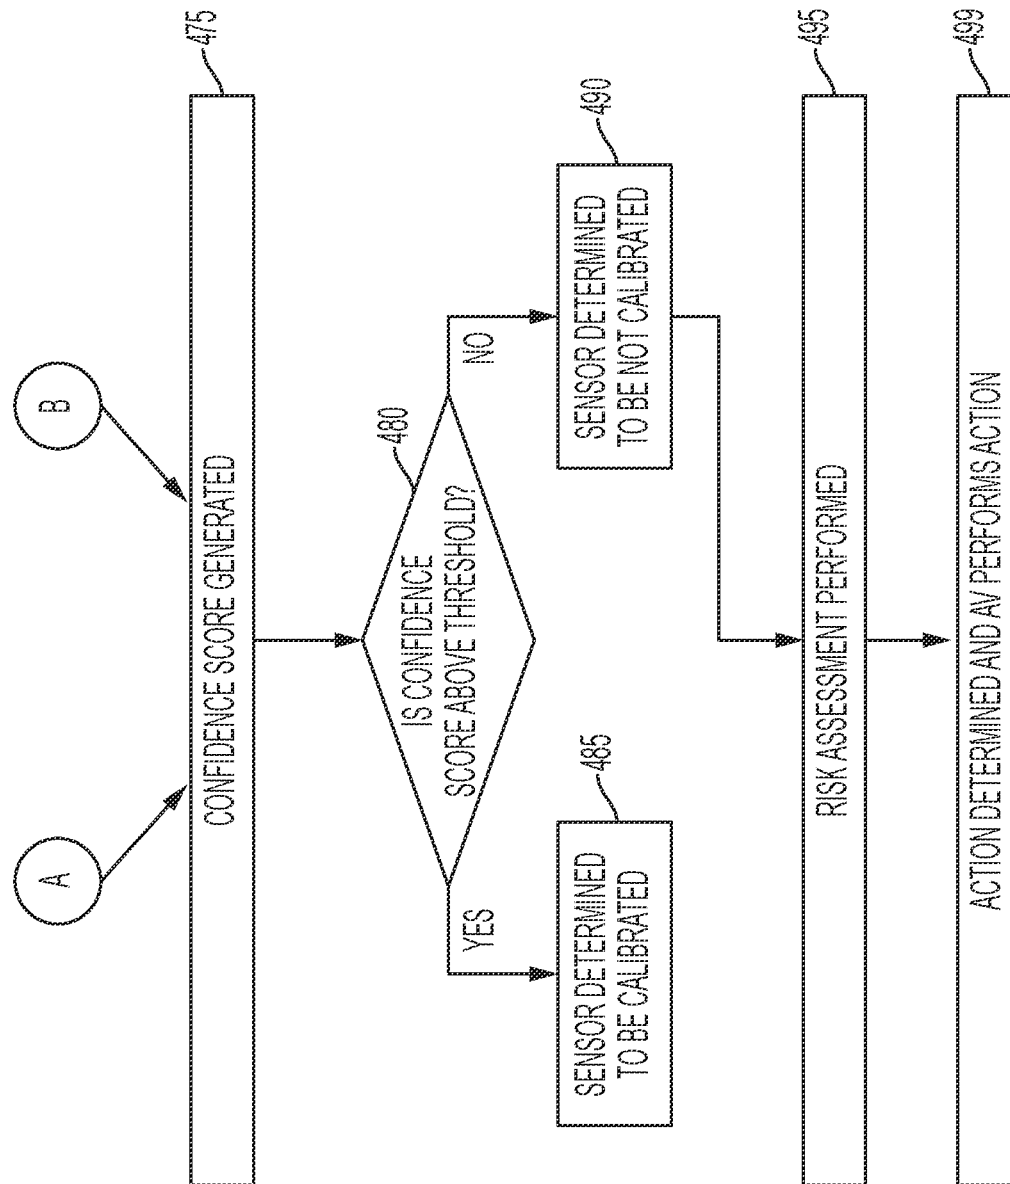 A
B
475
CONFIDENCE SCORE GENERATED
480
IS CONFIDENCE
SCORE ABOVE THRESHOLD?
YES
NO
485
SENSOR DETERMINED
TO BE CALIBRATED
490
SENSOR DETERMINED
TO BE NOT CALIBRATED
495
RISK ASSESSMENT PERFORMED
499
ACTION DETERMINED AND AV PERFORMS ACTION